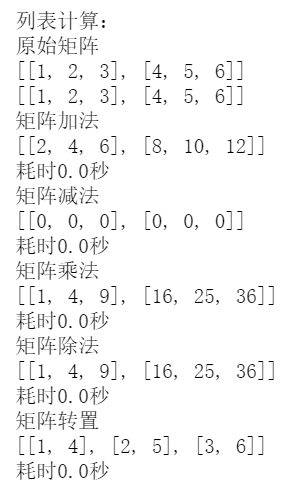 列表计算：
原始矩阵
[[1, 2, 3], [4, 5, 6]]
[[1, 2, 3], [4, 5, 6]]
矩阵加法
[[2, 4, 6], [8, 10, 12]]
耗时0.0秒
矩阵减法
[[0, 0, 0], [0, 0, 0]]
耗时0.0秒
矩阵乘法
[[1, 4, 9], [16, 25, 36]]
耗时0.0秒
矩阵除法
[[1, 4, 9], [16, 25, 36]]
耗时0.0秒
矩阵转置
[[1, 4], [2, 5], [3, 6]]
耗时0.0秒